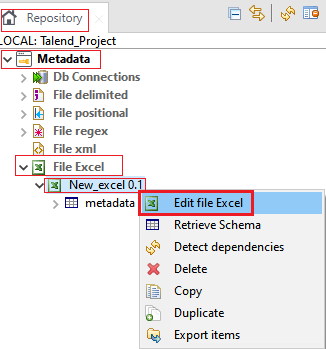 Repository
LOCAL: Talend_Project
Metadata
Db Connections
File delimited
File positional
File regex
File xml
File Excel
New_excel 0.1
metadata
Edit file Excel
Retrieve Schema
Detect dependencies
Delete
Copy
Duplicate
Export items